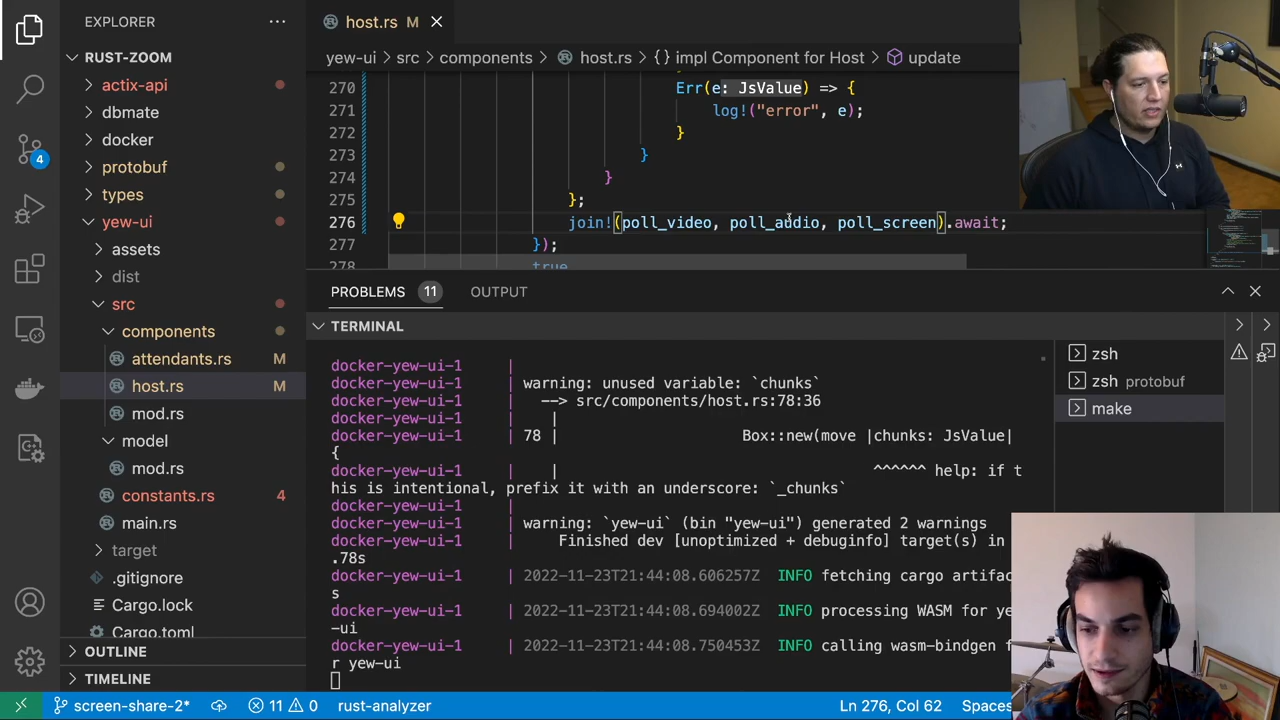 EXPLORER
RUST-ZOOM
actix-api
dbmate
docker
protobuf
types
yew-ui
assets
dist
src
components
attendants.rs M
host.rs M
mod.rs
model
mod.rs
constants.rs 4
main.rs
target
.gitignore
Cargo.lock
Cargo.toml
OUTLINE
TIMELINE
4
host.rs M
yew-ui > src > components > host.rs > {} impl Component for Host > update
270 Err(e: JsValue) => {
271 log!("error", e);
272 }
273 }
274 }
275 };
276 join!(poll_video, poll_audio, poll_screen).await;
277 });
278 true
PROBLEMS 11 OUTPUT
TERMINAL
docker-yew-ui-1 |
docker-yew-ui-1 | warning: unused variable: `chunks`
docker-yew-ui-1 | --> src/components/host.rs:78:36
docker-yew-ui-1 | |
docker-yew-ui-1 | 78 | Box::new(move |chunks: JsValue|
{
docker-yew-ui-1 | | ^^^^^^ help: if t
his is intentional, prefix it with an underscore: `_chunks`
docker-yew-ui-1 |
docker-yew-ui-1 | warning: `yew-ui` (bin "yew-ui") generated 2 warnings
docker-yew-ui-1 | Finished dev [unoptimized + debuginfo] target(s) in
.78s
docker-yew-ui-1 | 2022-11-23T21:44:08.606257Z INFO fetching cargo artifac
s
docker-yew-ui-1 | 2022-11-23T21:44:08.694002Z INFO processing WASM for ye
-ui
docker-yew-ui-1 | 2022-11-23T21:44:08.750454Z INFO calling wasm-bindgen f
r yew-ui
zsh
zsh protobuf
make
screen-share-2* 11 0 rust-analyzer Ln 276, Col 62 Spaces